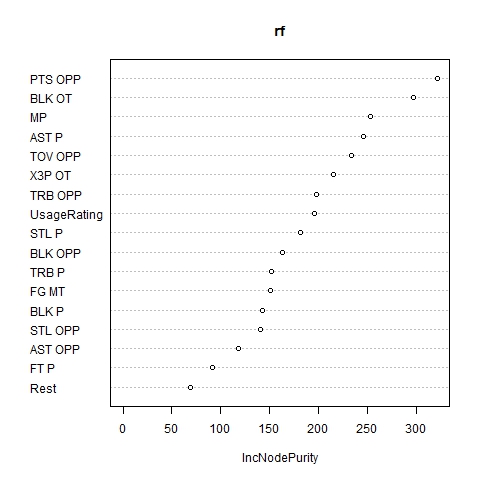 rf
PTS OPP
BLK OT
MP
AST P
TOV OPP
X3P OT
TRB OPP
UsageRating
STL P
BLK OPP
TRB P
FG MT
BLK P
STL OPP
AST OPP
FT P
Rest
0 50 100 150 200 250 300
IncNodePurity